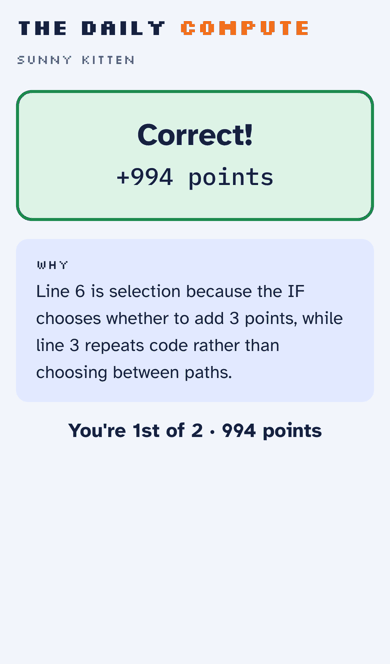 THE DAILY COMPUTE
SUNNY KITTEN
Correct!
+994 points
WHY
Line 6 is selection because the IF
chooses whether to add 3 points, while
line 3 repeats code rather than
choosing between paths.
You're 1st of 2 · 994 points